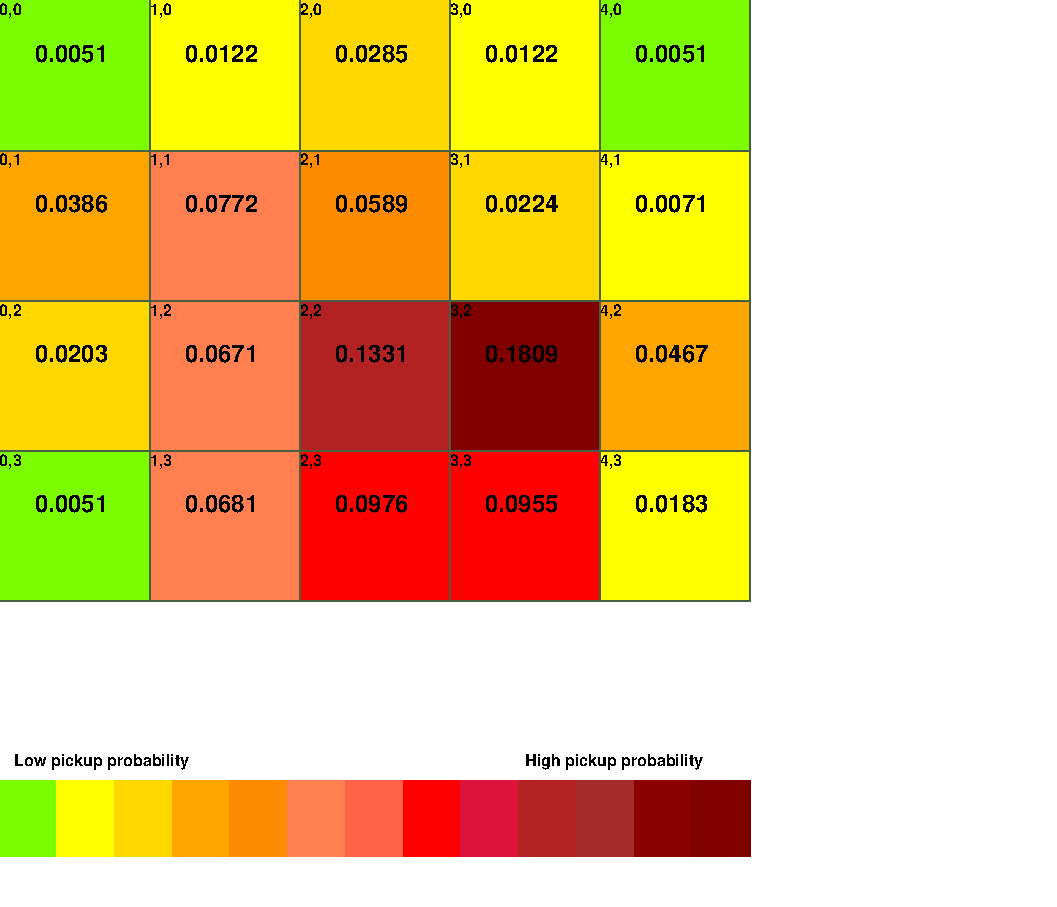 0,0 1,0 2,0 3,0 4,0
0.0051 0.0122 0.0285 0.0122 0.0051
0,1 1,1 2,1 3,1 4,1
0.0386 0.0772 0.0589 0.0224 0.0071
0,2 1,2 2,2 3,2 4,2
0.0203 0.0671 0.1331 0.1809 0.0467
0,3 1,3 2,3 3,3 4,3
0.0051 0.0681 0.0976 0.0955 0.0183
Low pickup probability High pickup probability